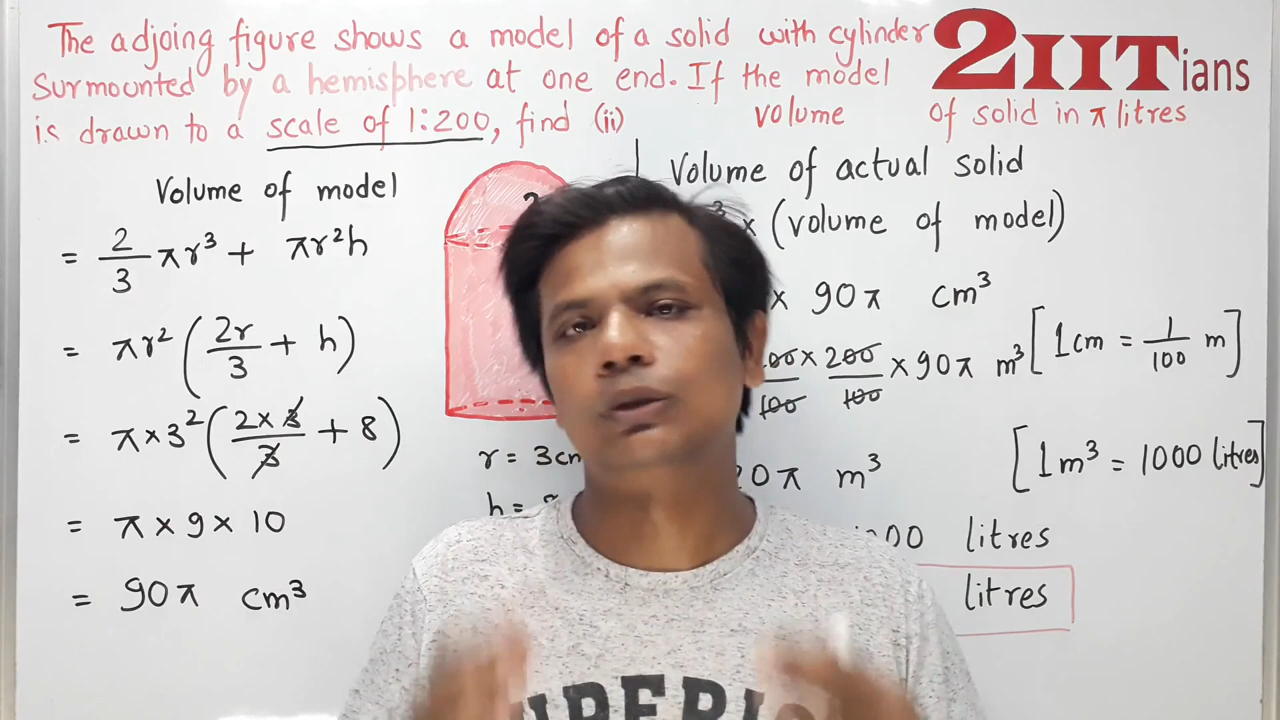 The adjoing figure shows a model of a solid with cylinder
surmounted by a hemisphere at one end. If the model
is drawn to a scale of 1:200, find (ii) volume of solid in π litres
2IITians
Volume of model
= 2/3 πr³ + πr²h
= πr² (2r/3 + h)
= π×3² (2×3/3 + 8)
= π × 9 × 10
= 90π cm³
r = 3cm
h =
Volume of actual solid
× (volume of model)
× 90π cm³
× 200/100 × 90π m³ [1cm = 1/100 m]
20π m³ [1m³ = 1000 litres]
litres
litres